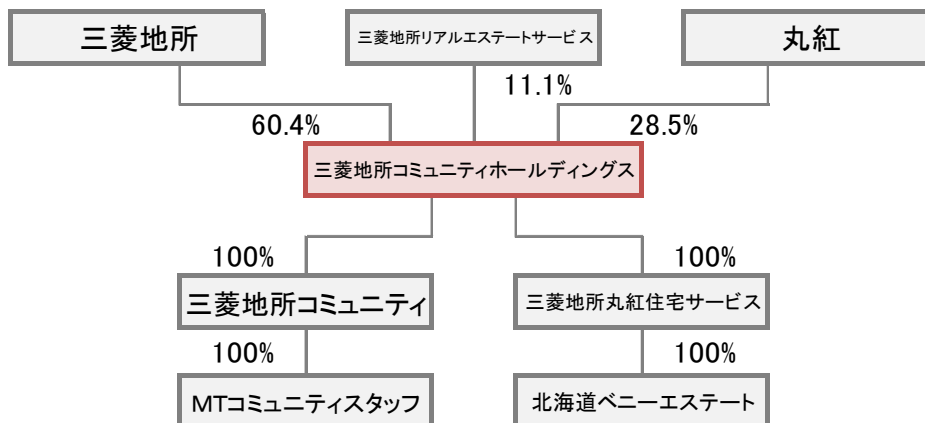 三菱地所
三菱地所リアルエステートサービス
丸紅
11.1%
60.4%
28.5%
三菱地所コミュニティホールディングス
100%
100%
三菱地所コミュニティ
三菱地所丸紅住宅サービス
100%
100%
MTコミュニティスタッフ
北海道ベニーエステート